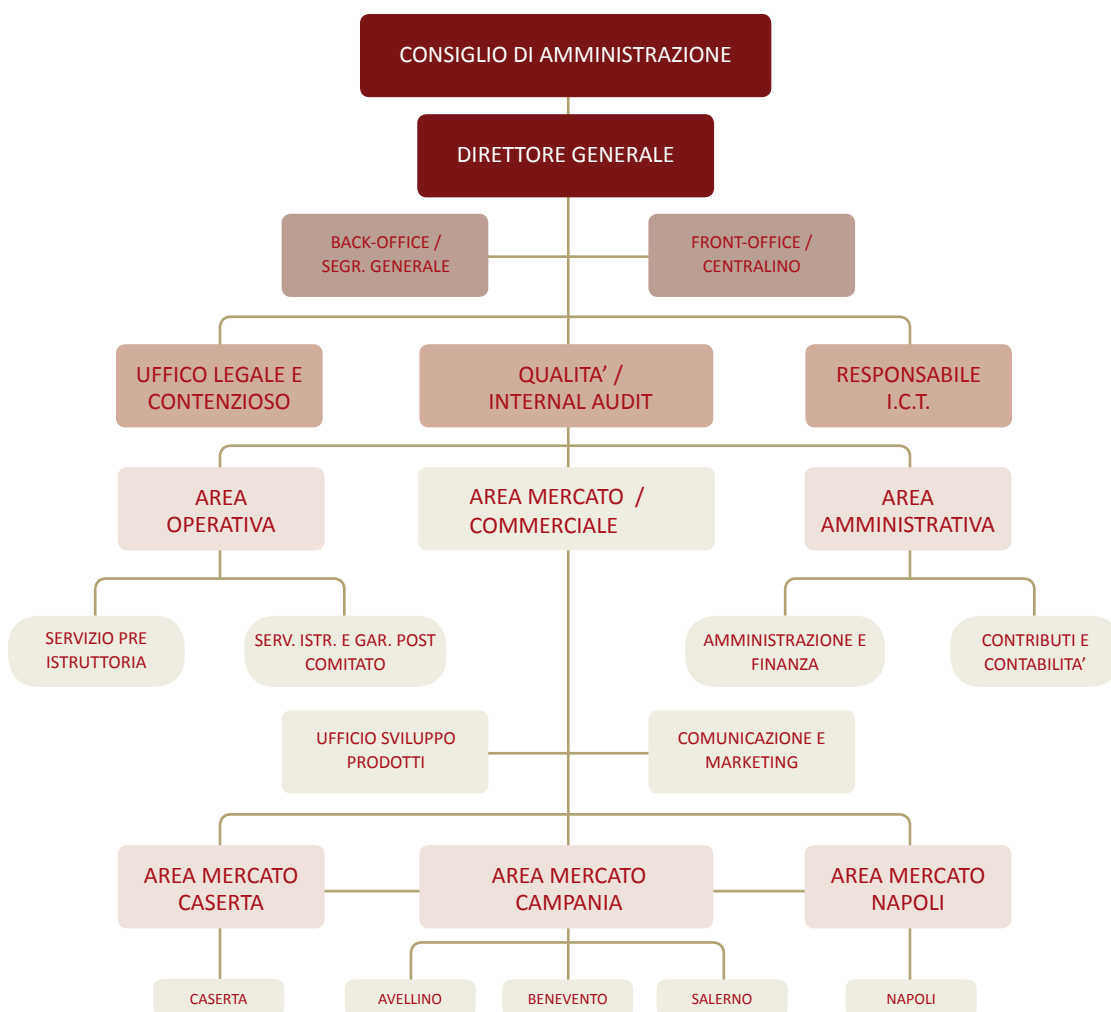 CONSIGLIO DI AMMINISTRAZIONE
DIRETTORE GENERALE
BACK-OFFICE /
SEGR. GENERALE
FRONT-OFFICE /
CENTRALINO
UFFICO LEGALE E
CONTENZIOSO
QUALITA' /
INTERNAL AUDIT
RESPONSABILE
I.C.T.
AREA
OPERATIVA
AREA MERCATO /
COMMERCIALE
AREA
AMMINISTRATIVA
SERVIZIO PRE
ISTRUTTORIA
SERV. ISTR. E GAR. POST
COMITATO
AMMINISTRAZIONE E
FINANZA
CONTRIBUTI E
CONTABILITA'
UFFICIO SVILUPPO
PRODOTTI
COMUNICAZIONE E
MARKETING
AREA MERCATO
CASERTA
AREA MERCATO
CAMPANIA
AREA MERCATO
NAPOLI
CASERTA
AVELLINO
BENEVENTO
SALERNO
NAPOLI